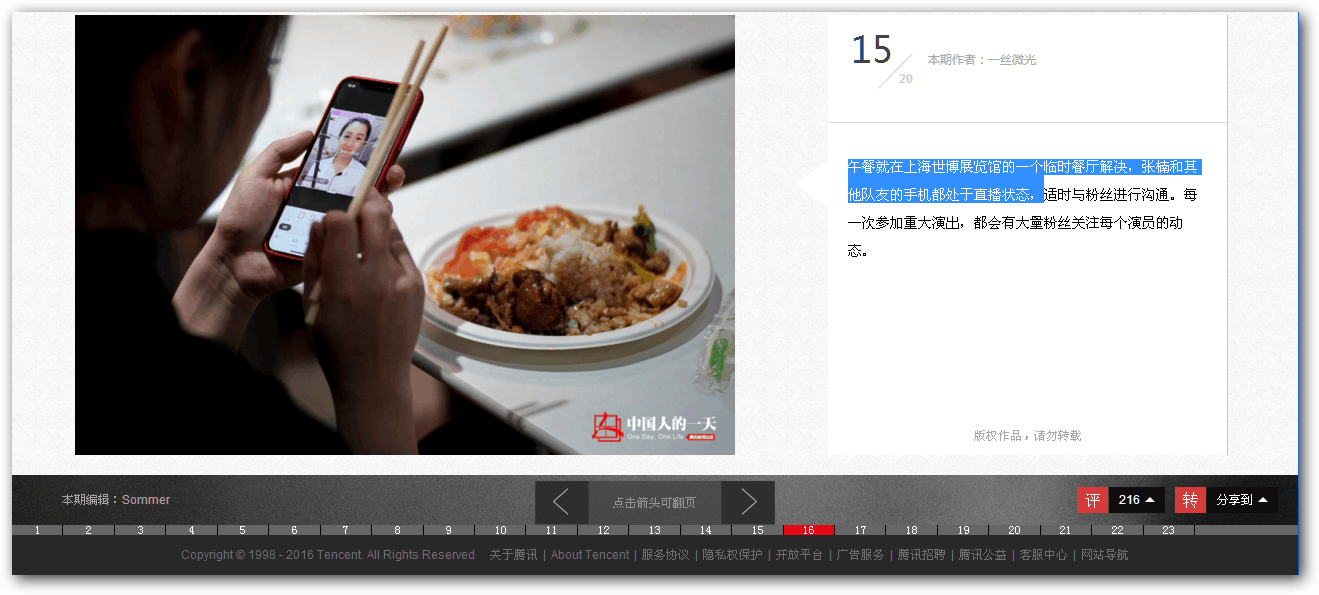 15
20
本期作者：一丝微光
午餐就在上海世博展览馆的一个临时餐厅解决，张楠和其
他队友的手机都处于直播状态，适时与粉丝进行沟通。每
一次参加重大演出，都会有大量粉丝关注每个演员的动
态。
中国人的一天
One Day, One Life
版权作品，请勿转载
本期编辑：Sommer
点击箭头可翻页
评 216 转 分享到
1 2 3 4 5 6 7 8 9 10 11 12 13 14 15 16 17 18 19 20 21 22 23
Copyright © 1998 - 2016 Tencent. All Rights Reserved 关于腾讯 | About Tencent | 服务协议 | 隐私权保护 | 开放平台 | 广告服务 | 腾讯招聘 | 腾讯公益 | 客服中心 | 网站导航